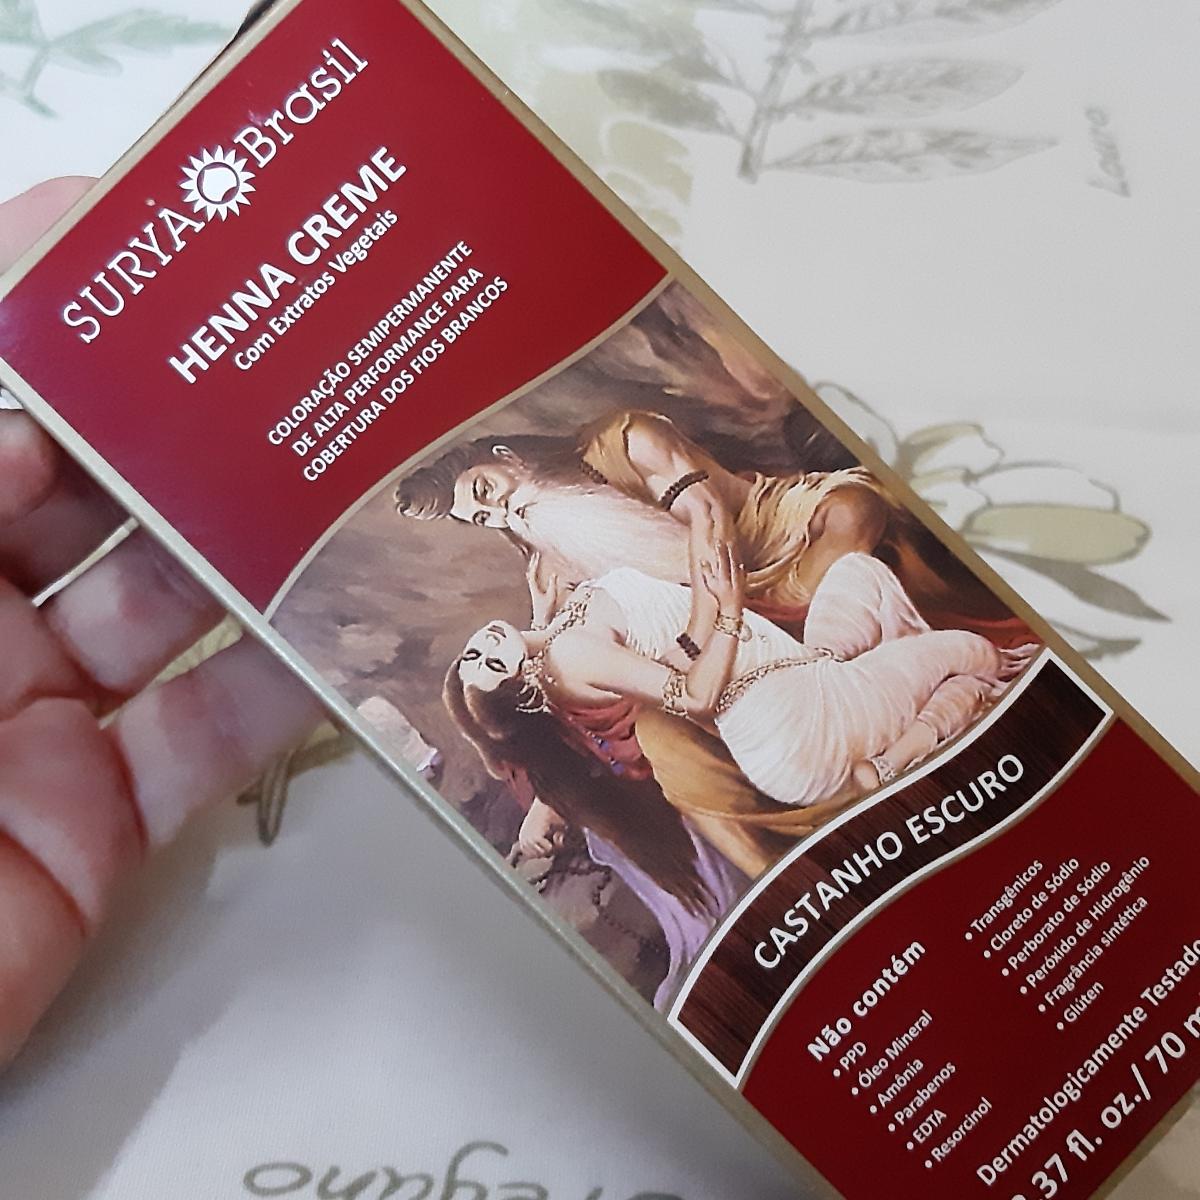 SURYA Brasil
HENNA CREME
Com Extratos Vegetais
COLORAÇÃO SEMIPERMANENTE
DE ALTA PERFORMANCE PARA
COBERTURA DOS FIOS BRANCOS
CASTANHO ESCURO
Não contém
• PPD
• Óleo Mineral
• Amônia
• Parabenos
• EDTA
• Resorcinol
• Transgênicos
• Cloreto de Sódio
• Perborato de Sódio
• Peróxido de Hidrogênio
• Fragrância sintética
• Glúten
Dermatologicamente Testado
37 fl. oz./ 70 m
Louro